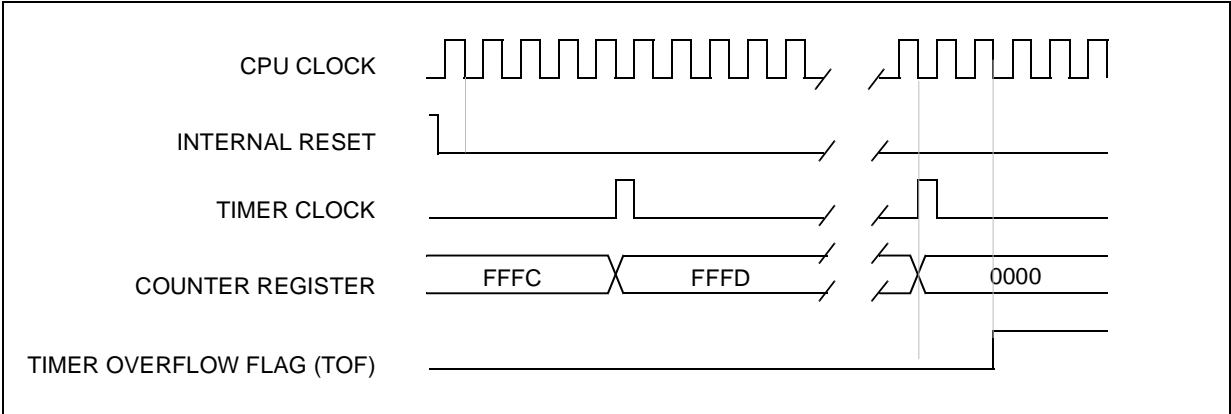 CPU CLOCK
INTERNAL RESET
TIMER CLOCK
COUNTER REGISTER FFFC FFFD 0000
TIMER OVERFLOW FLAG (TOF)